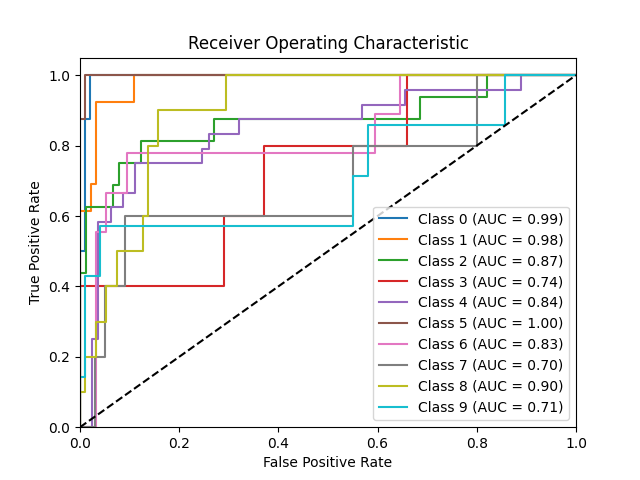 Receiver Operating Characteristic
True Positive Rate
1.0
0.8
0.6
0.4
0.2
0.0
Class 0 (AUC = 0.99)
Class 1 (AUC = 0.98)
Class 2 (AUC = 0.87)
Class 3 (AUC = 0.74)
Class 4 (AUC = 0.84)
Class 5 (AUC = 1.00)
Class 6 (AUC = 0.83)
Class 7 (AUC = 0.70)
Class 8 (AUC = 0.90)
Class 9 (AUC = 0.71)
0.0 0.2 0.4 0.6 0.8 1.0
False Positive Rate